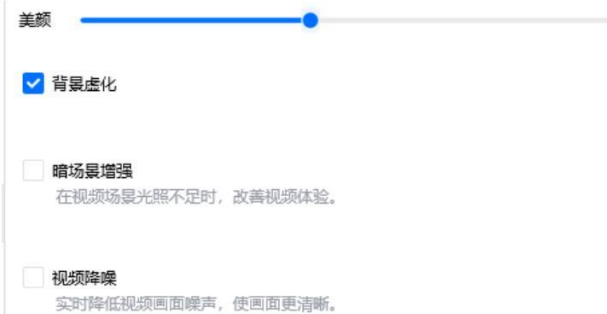 美颜
背景虚化
暗场景增强
在视频场景光照不足时，改善视频体验。
视频降噪
实时降低视频画面噪声，使画面更清晰。